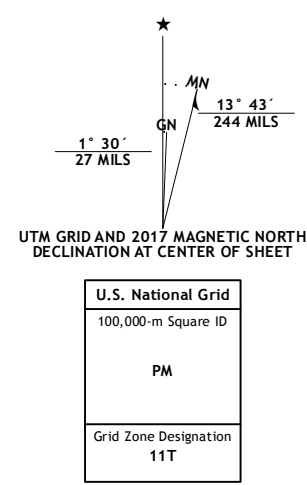 ★
MN
GN
13° 43´
244 MILS
1° 30´
27 MILS
UTM GRID AND 2017 MAGNETIC NORTH
DECLINATION AT CENTER OF SHEET
U.S. National Grid
100,000-m Square ID
PM
Grid Zone Designation
11T